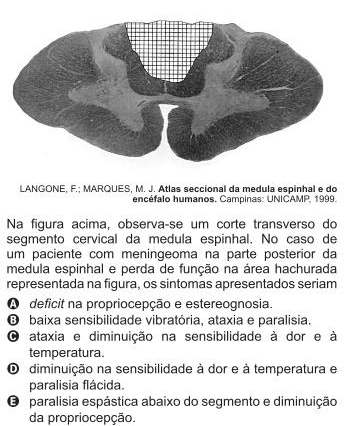 LANGONE, F.; MARQUES, M. J. Atlas seccional da medula espinhal e do
encéfalo humanos. Campinas: UNICAMP, 1999.
Na figura acima, observa-se um corte transverso do
segmento cervical da medula espinhal. No caso de
um paciente com meningeoma na parte posterior da
medula espinhal e perda de função na área hachurada
representada na figura, os sintomas apresentados seriam
A deficit na propriocepção e estereognosia.
B baixa sensibilidade vibratória, ataxia e paralisia.
C ataxia e diminuição na sensibilidade à dor e à
temperatura.
D diminuição na sensibilidade à dor e à temperatura e
paralisia flácida.
E paralisia espástica abaixo do segmento e diminuição
da propriocepção.